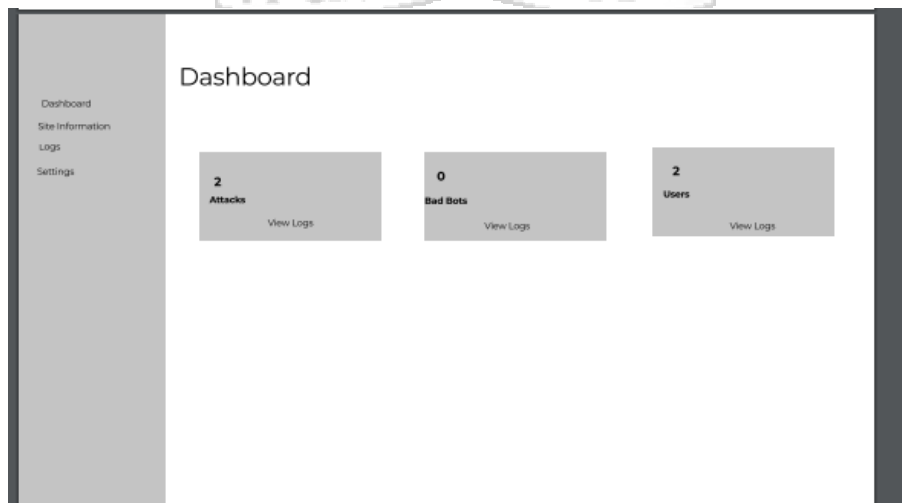 Dashboard
Dashboard
Site Information
Logs
Settings
2
Attacks
View Logs
0
Bad Bots
View Logs
2
Users
View Logs